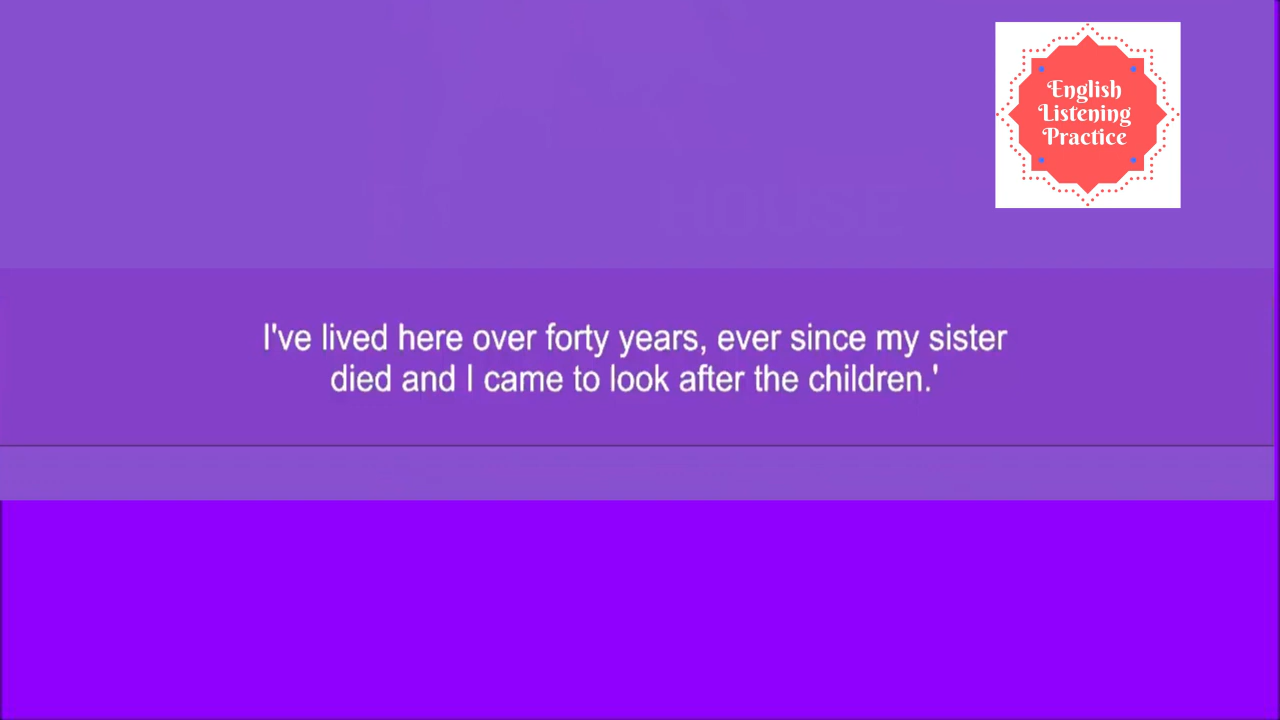 English
Listening
Practice
HOUSE
I've lived here over forty years, ever since my sister
died and I came to look after the children.'